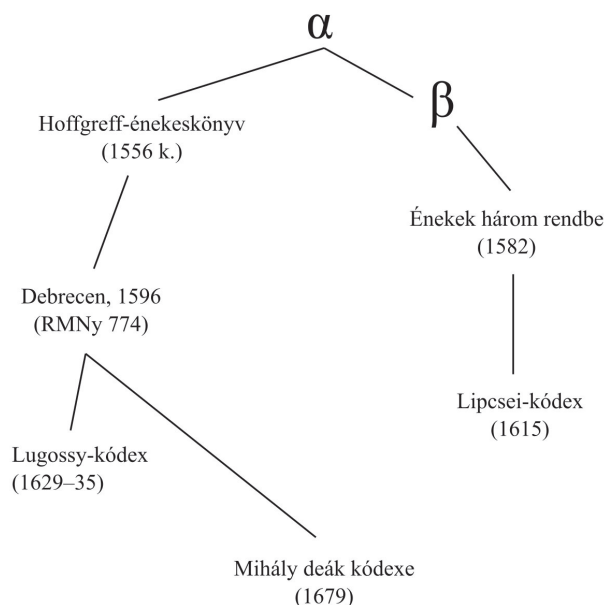 α
β
Hoffgreff-énekeskönyv
(1556 k.)
Énekek három rendbe
(1582)
Debrecen, 1596
(RMNy 774)
Lipcsei-kódex
(1615)
Lugossy-kódex
(1629–35)
Mihály deák kódexe
(1679)